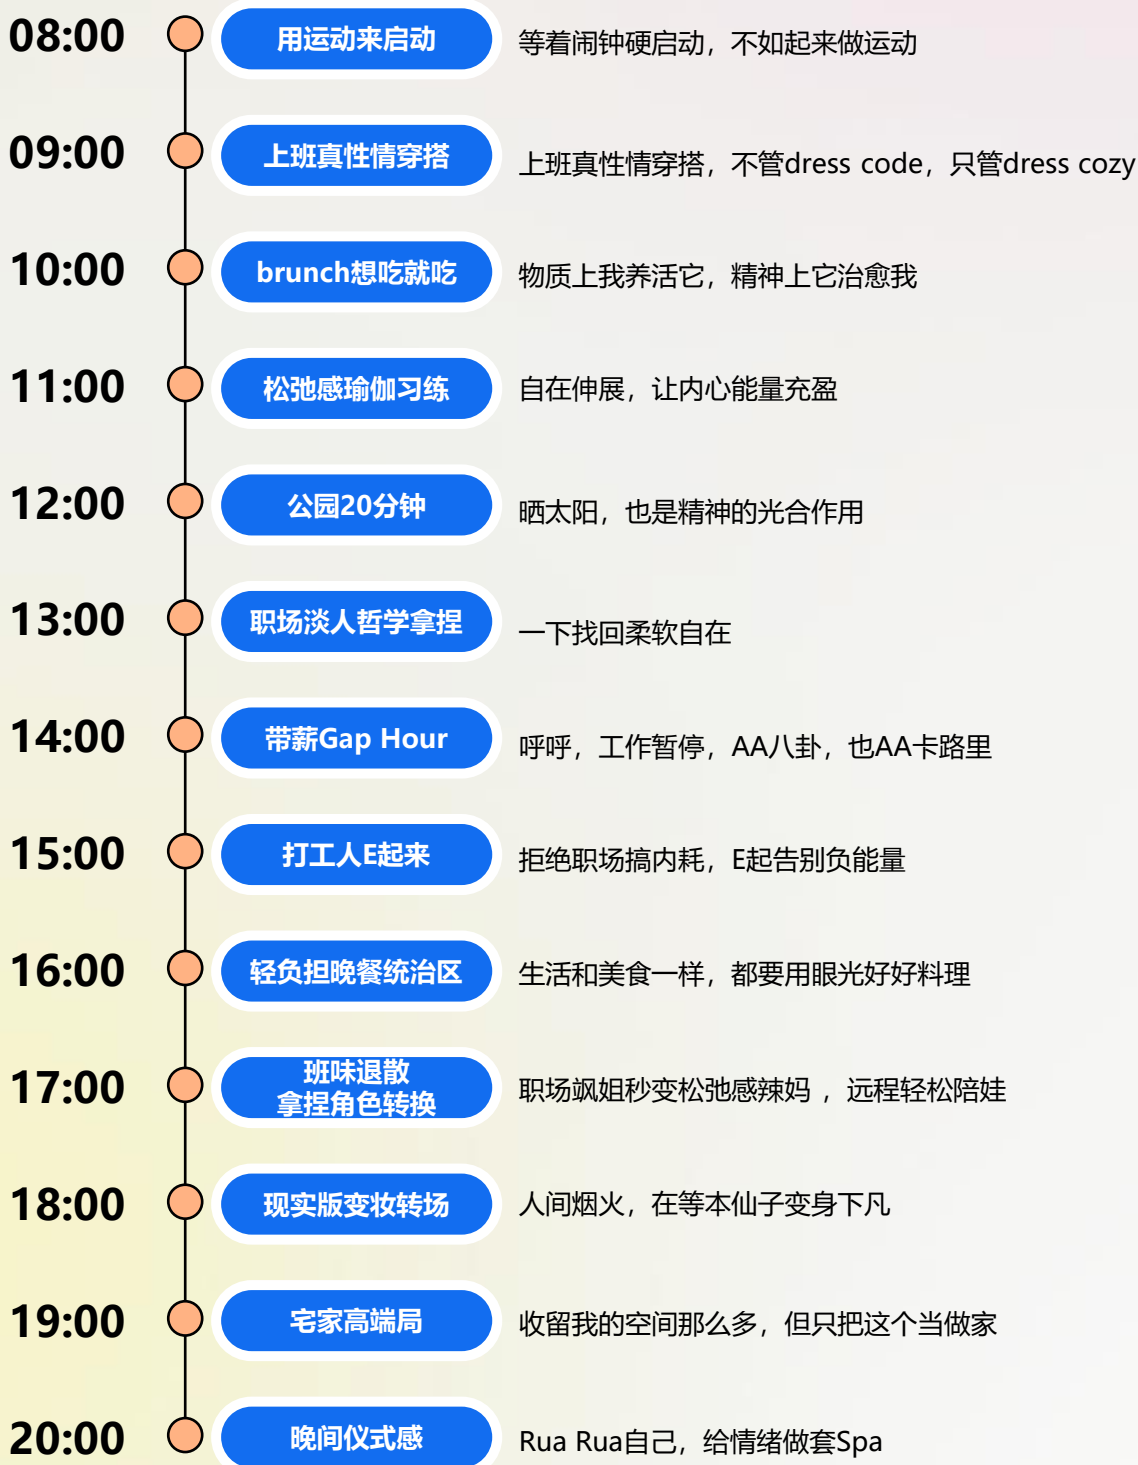 08:00
用运动来启动
等着闹钟硬启动，不如起来做运动
09:00
上班真性情穿搭
上班真性情穿搭，不管dress code，只管dress cozy
10:00
brunch想吃就吃
物质上我养活它，精神上它治愈我
11:00
松弛感瑜伽习练
自在伸展，让内心能量充盈
12:00
公园20分钟
晒太阳，也是精神的光合作用
13:00
职场淡人哲学拿捏
一下找回柔软自在
14:00
带薪Gap Hour
呼呼，工作暂停，AA八卦，也AA卡路里
15:00
打工人E起来
拒绝职场搞内耗，E起告别负能量
16:00
轻负担晚餐统治区
生活和美食一样，都要用眼光好好料理
17:00
班味退散
拿捏角色转换
职场飒姐秒变松弛感辣妈 ，远程轻松陪娃
18:00
现实版变妆转场
人间烟火，在等本仙子变身下凡
19:00
宅家高端局
收留我的空间那么多，但只把这个当做家
20:00
晚间仪式感
Rua Rua自己，给情绪做套Spa